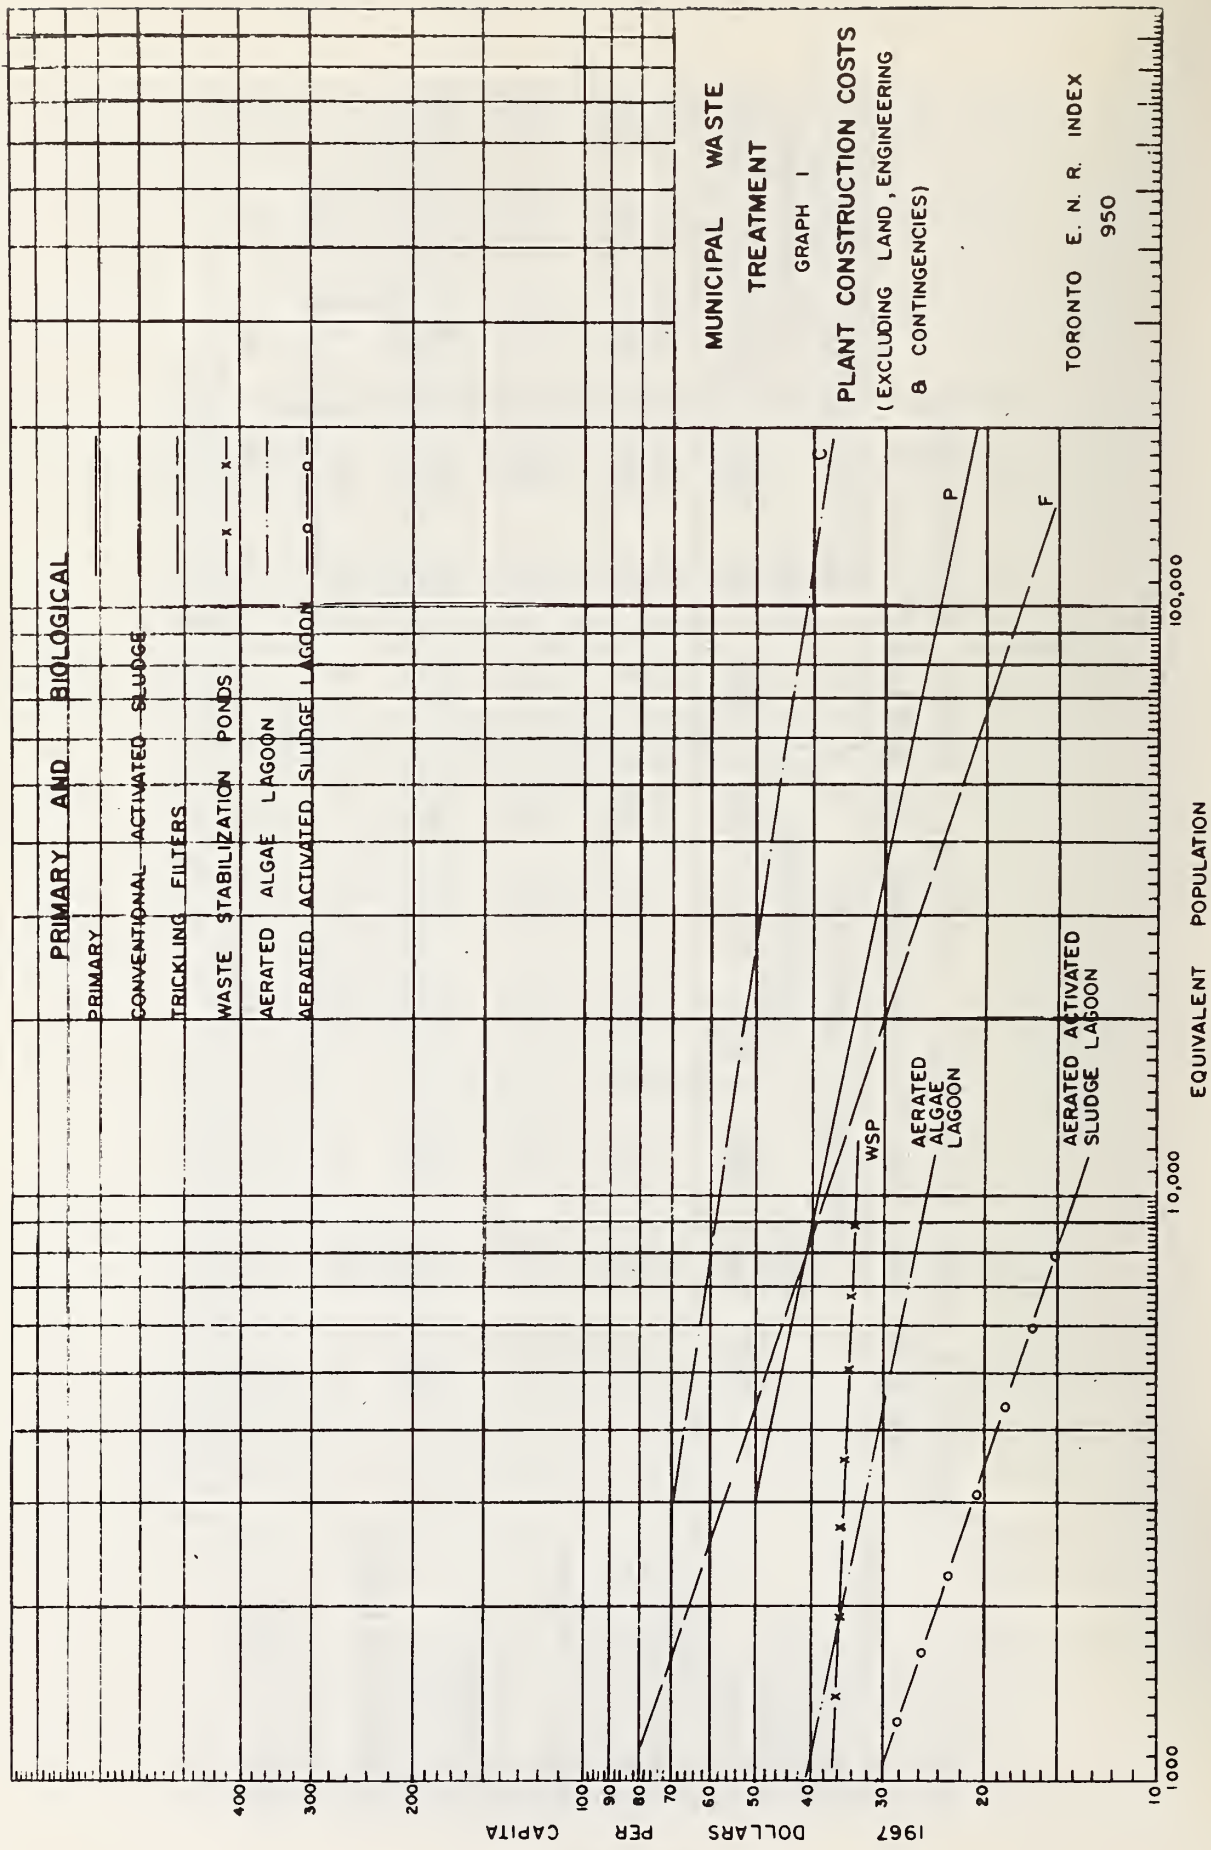 PRIMARY AND BIOLOGICAL
PRIMARY
CONVENTIONAL ACTIVATED SLUDGE
TRICKLING FILTERS
WASTE STABILIZATION PONDS
AERATED ALGAE LAGOON
AERATED ACTIVATED SLUDGE LAGOON
MUNICIPAL WASTE
TREATMENT
GRAPH 1
PLANT CONSTRUCTION COSTS
(EXCLUDING LAND, ENGINEERING
& CONTINGENCIES)
TORONTO E. N. R. INDEX
950
C
P
F
WSP
AERATED
ALGAE
LAGOON
AERATED ACTIVATED
SLUDGE LAGOON
400
300
200
100
90
80
70
60
50
40
30
20
10
1967 DOLLARS PER CAPITA
1000
10,000
100,000
EQUIVALENT POPULATION